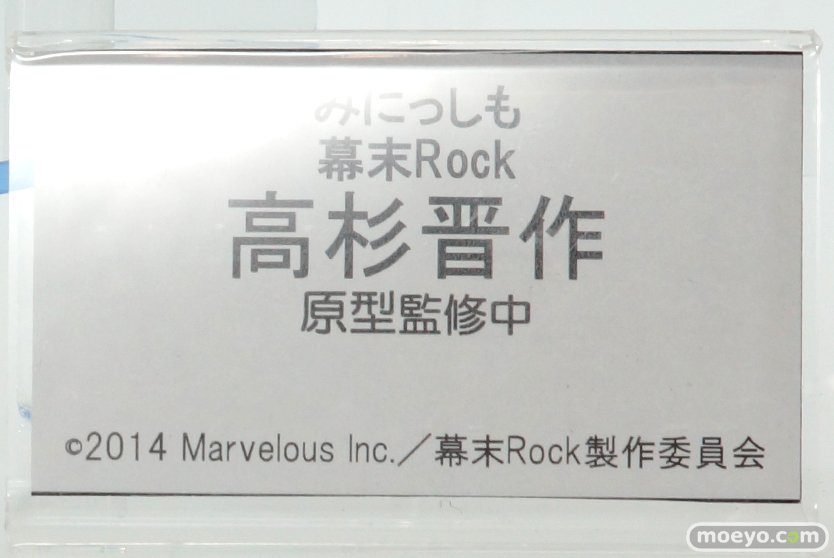 みにっしも
幕末Rock
高杉晋作
原型監修中
©2014 Marvelous Inc.／幕末Rock製作委員会
moeyo.com